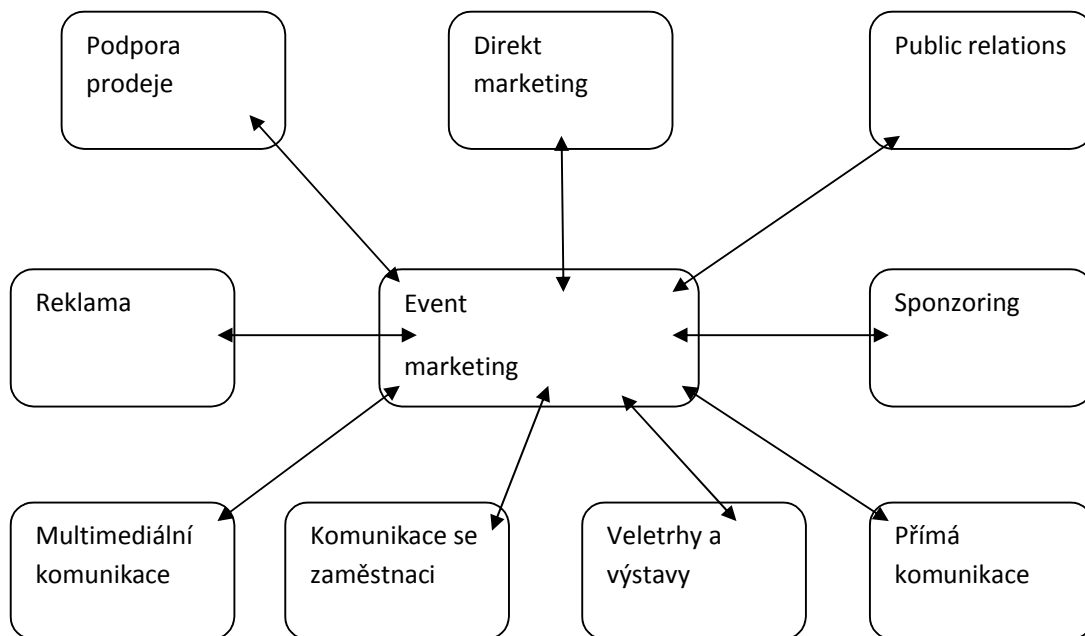 Podpora
prodeje
Direkt
marketing
Public relations
Reklama
Event
marketing
Sponzoring
Multimediální
komunikace
Komunikace se
zaměstnaci
Veletrhy a
výstavy
Přímá
komunikace